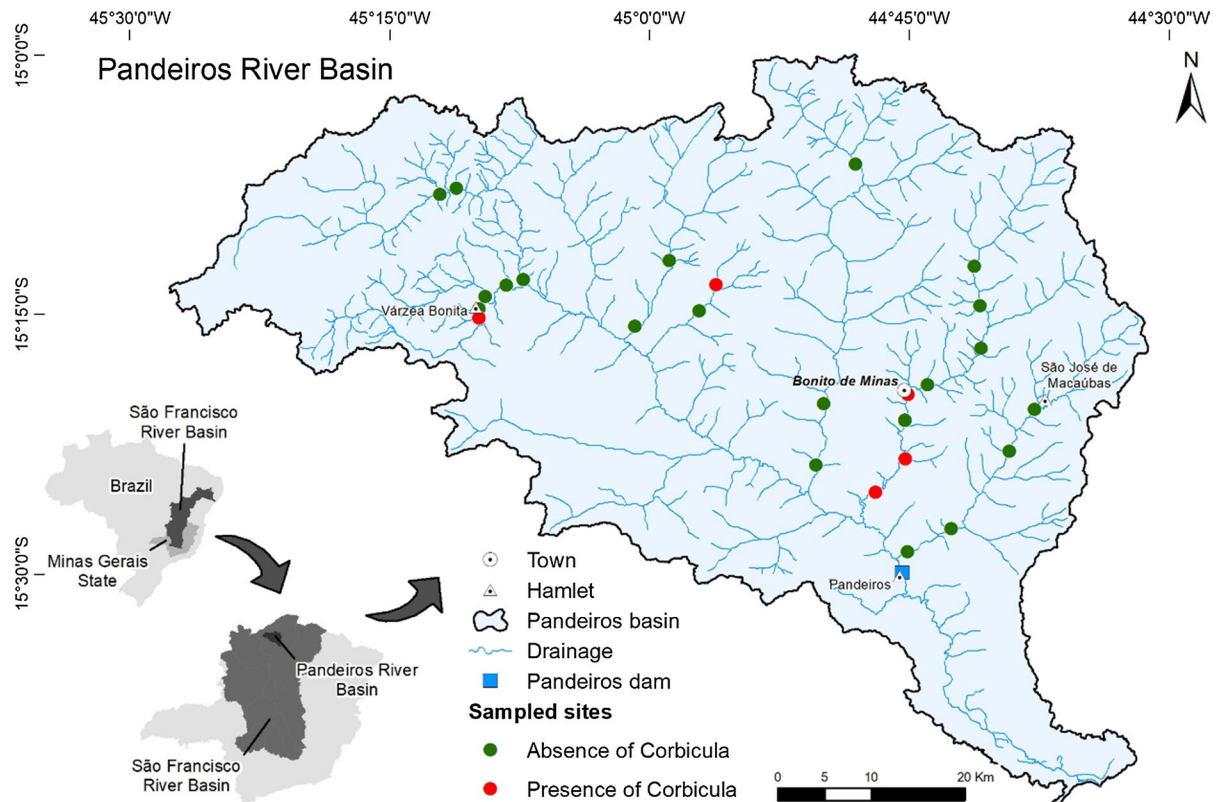 45°30'0"W 45°15'0"W 45°0'0"W 44°45'0"W 44°30'0"W
15°0'0"S
Pandeiros River Basin
N
15°15'0"S
Várzea Bonita
Bonito de Minas
São José de
Macaúbas
São Francisco
River Basin
Brazil
Minas Gerais
State
15°30'0"S
Pandeiros
Pandeiros River
Basin
São Francisco
River Basin
Town
Hamlet
Pandeiros basin
Drainage
Pandeiros dam
Sampled sites
Absence of Corbicula
Presence of Corbicula
0 5 10 20 Km